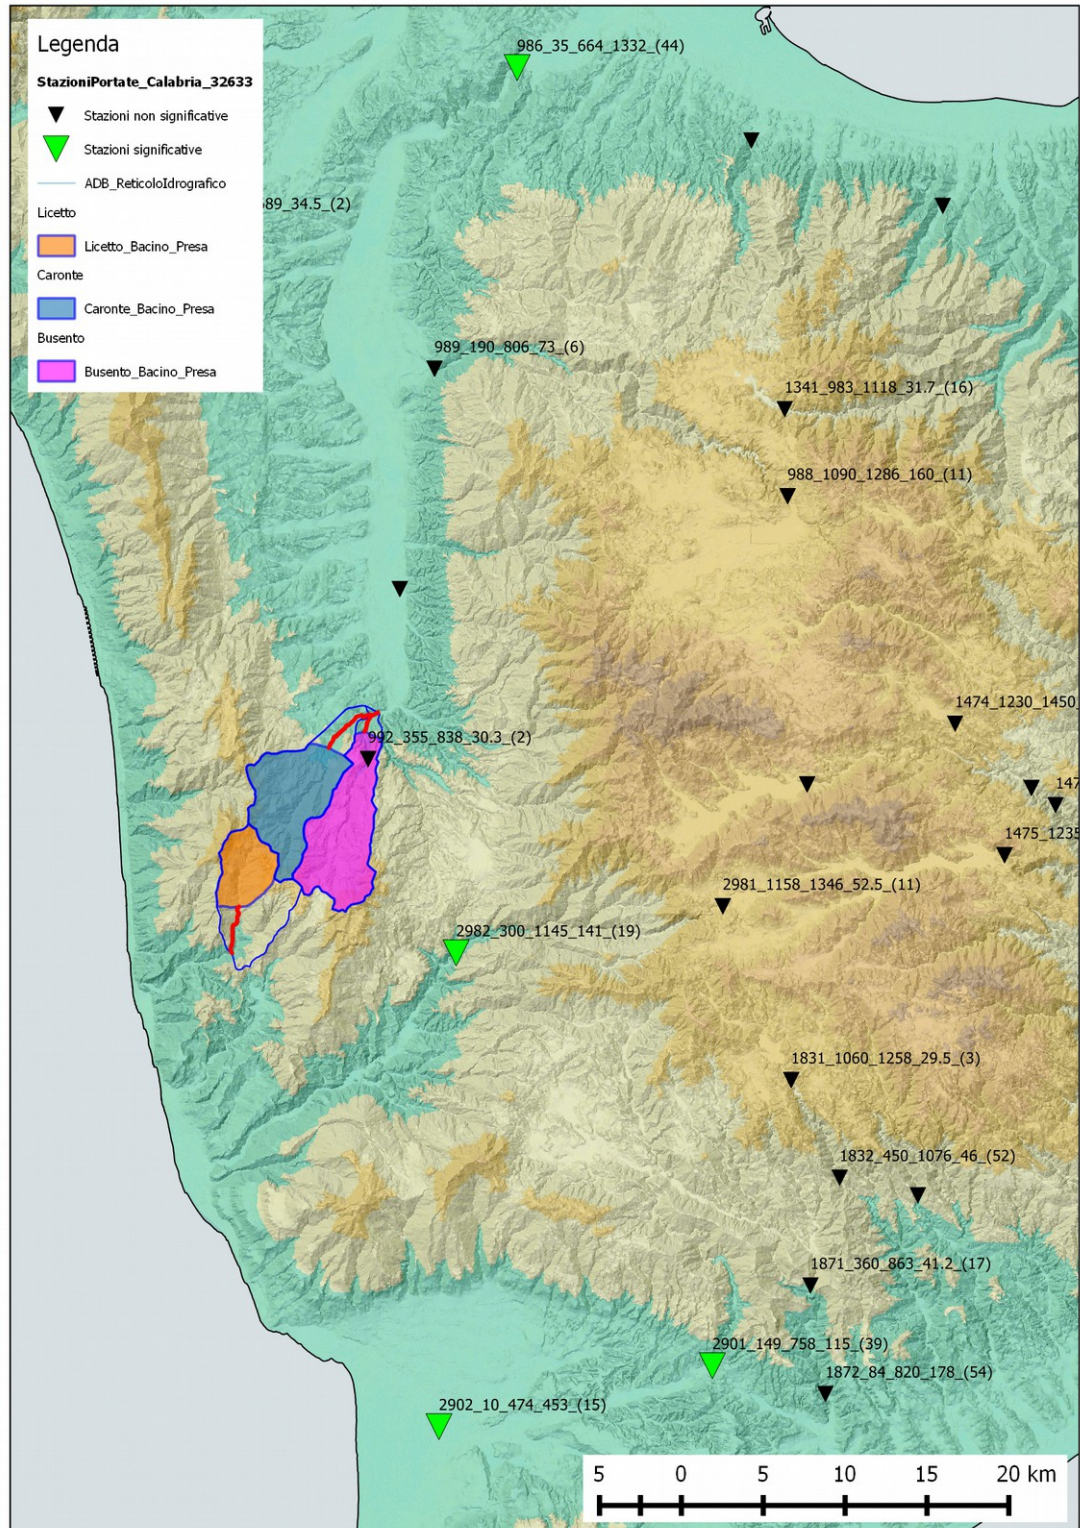 Legenda
StazioniPortate_Calabria_32633
Stazioni non significative
Stazioni significative
ADB_ReticoloIdrografico
Licetto
Licetto_Bacino_Presa
Caronte
Caronte_Bacino_Presa
Busento
Busento_Bacino_Presa
986_35_664_1332_(44)
89_34.5_(2)
989_190_806_73_(6)
1341_983_1118_31.7_(16)
988_1090_1286_160_(11)
1474_1230_1450_
992_355_838_30.3_(2)
147
1475_1235
2981_1158_1346_52.5_(11)
2982_300_1145_141_(19)
1831_1060_1258_29.5_(3)
1832_450_1076_46_(52)
1871_360_863_41.2_(17)
2901_149_758_115_(39)
1872_84_820_178_(54)
2902_10_474_453_(15)
5 0 5 10 15 20 km